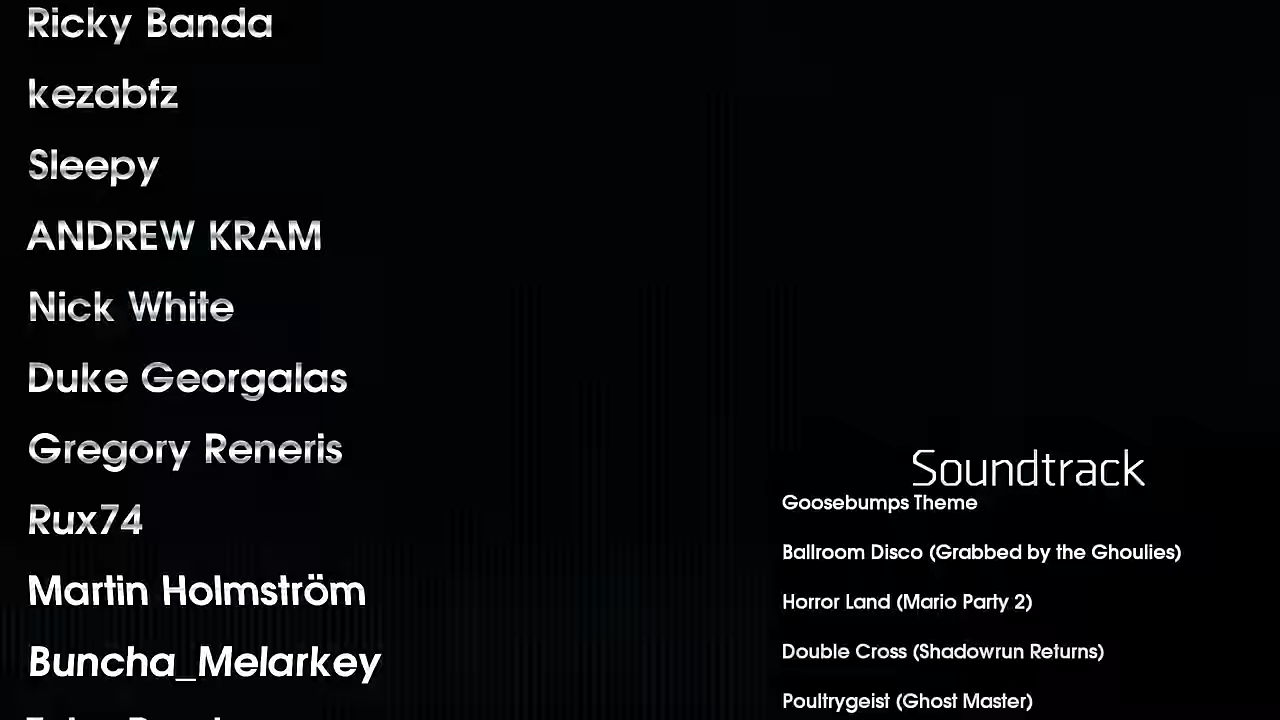 Ricky Banda
kezabfz
Sleepy
ANDREW KRAM
Nick White
Duke Georgalas
Gregory Reneris
Rux74
Martin Holmström
Buncha_Melarkey
Soundtrack
Goosebumps Theme
Ballroom Disco (Grabbed by the Ghoulies)
Horror Land (Mario Party 2)
Double Cross (Shadowrun Returns)
Poultrygeist (Ghost Master)